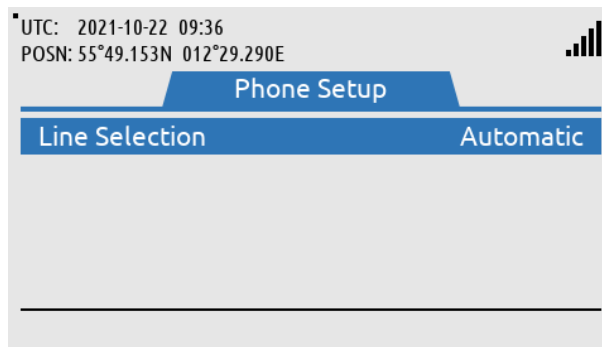 UTC: 2021-10-22 09:36
POSN: 55°49.153N 012°29.290E
Phone Setup
Line Selection Automatic